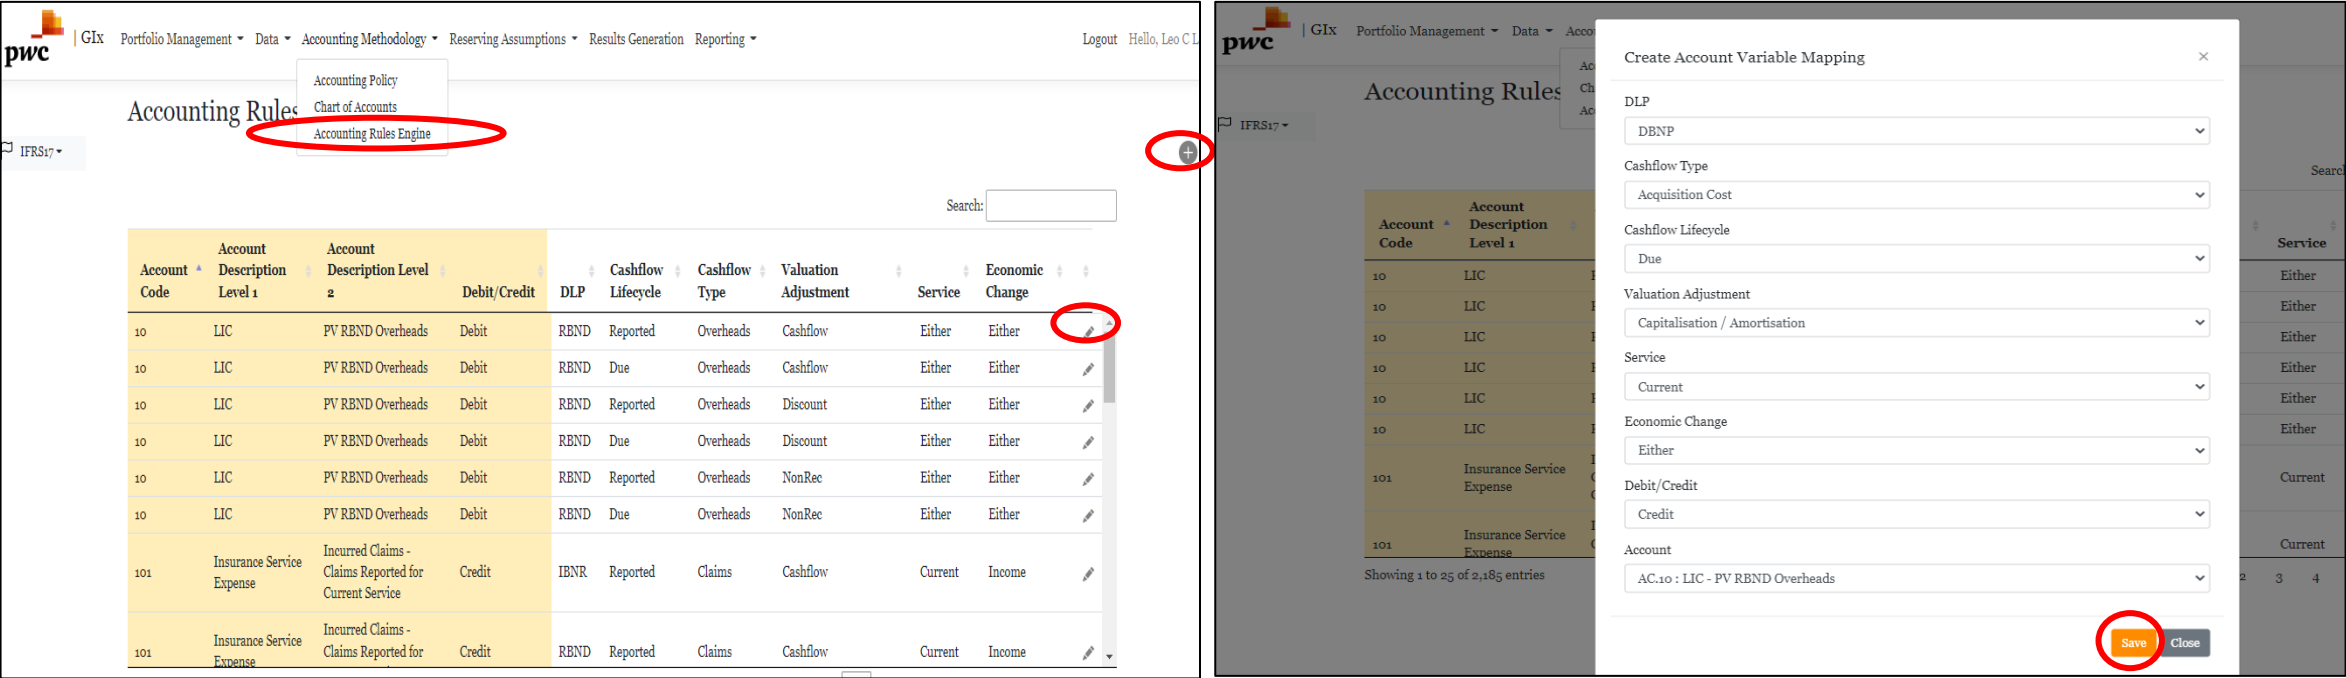 pwc | GIx Portfolio Management Data Accounting Methodology Reserving Assumptions Results Generation Reporting Logout Hello, Leo C L
Accounting Policy
Chart of Accounts
Accounting Rules Engine
Accounting Rules
IFRS17
Search:
Account Code Account Description Level 1 Account Description Level 2 Debit/Credit DLP Cashflow Lifecycle Cashflow Type Valuation Adjustment Service Economic Change
10 LIC PV RBND Overheads Debit RBND Reported Overheads Cashflow Either Either
10 LIC PV RBND Overheads Debit RBND Due Overheads Cashflow Either Either
10 LIC PV RBND Overheads Debit RBND Reported Overheads Discount Either Either
10 LIC PV RBND Overheads Debit RBND Due Overheads Discount Either Either
10 LIC PV RBND Overheads Debit RBND Reported Overheads NonRec Either Either
10 LIC PV RBND Overheads Debit RBND Due Overheads NonRec Either Either
101 Insurance Service Expense Incurred Claims - Claims Reported for Current Service Credit IBNR Reported Claims Cashflow Current Income
101 Insurance Service Expense Incurred Claims - Claims Reported for Credit RBND Reported Claims Cashflow Current Income
pwc | GIx Portfolio Management Data Acco
Accounting Rules
IFRS17
Search
Account Code Account Description Level 1 Service
10 LIC Either
10 LIC Either
10 LIC Either
10 LIC Either
10 LIC Either
10 LIC Either
101 Insurance Service Expense Current
101 Insurance Service Expense Current
Showing 1 to 25 of 2,185 entries 2 3 4
Create Account Variable Mapping ×
DLP
DBNP
Cashflow Type
Acquisition Cost
Cashflow Lifecycle
Due
Valuation Adjustment
Capitalisation / Amortisation
Service
Current
Economic Change
Either
Debit/Credit
Credit
Account
AC.10 : LIC - PV RBND Overheads
Save Close